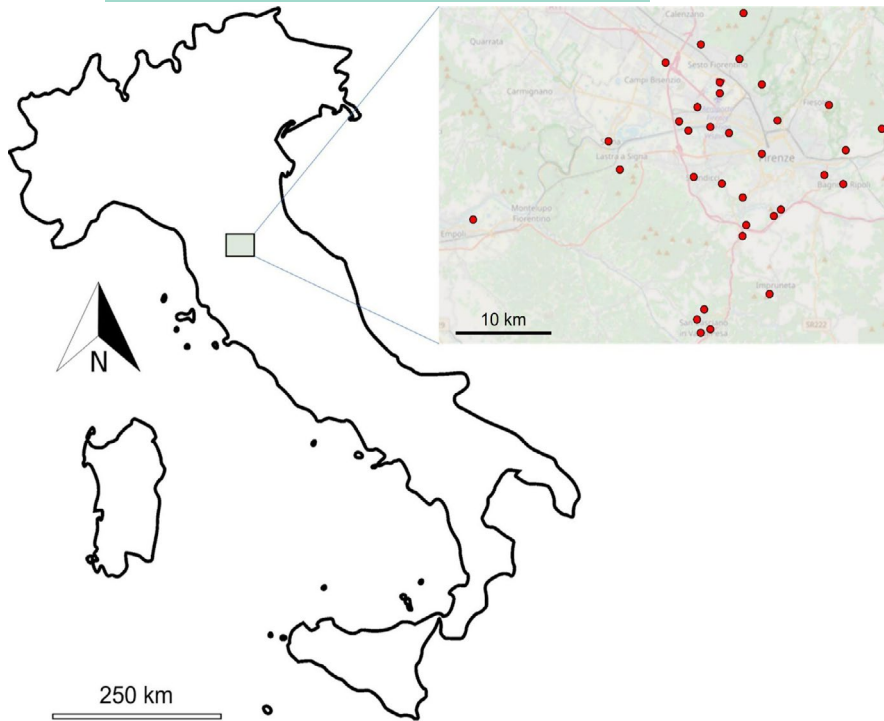 Calenzano
Quarrata
Sesto Fiorentino
Campi Bisenzio
Carmignano
Fiesole
Lastra a Signa
Firenze
Bagno a Ripoli
Montelupo
Fiorentino
Empoli
Impruneta
10 km
SR222
N
250 km